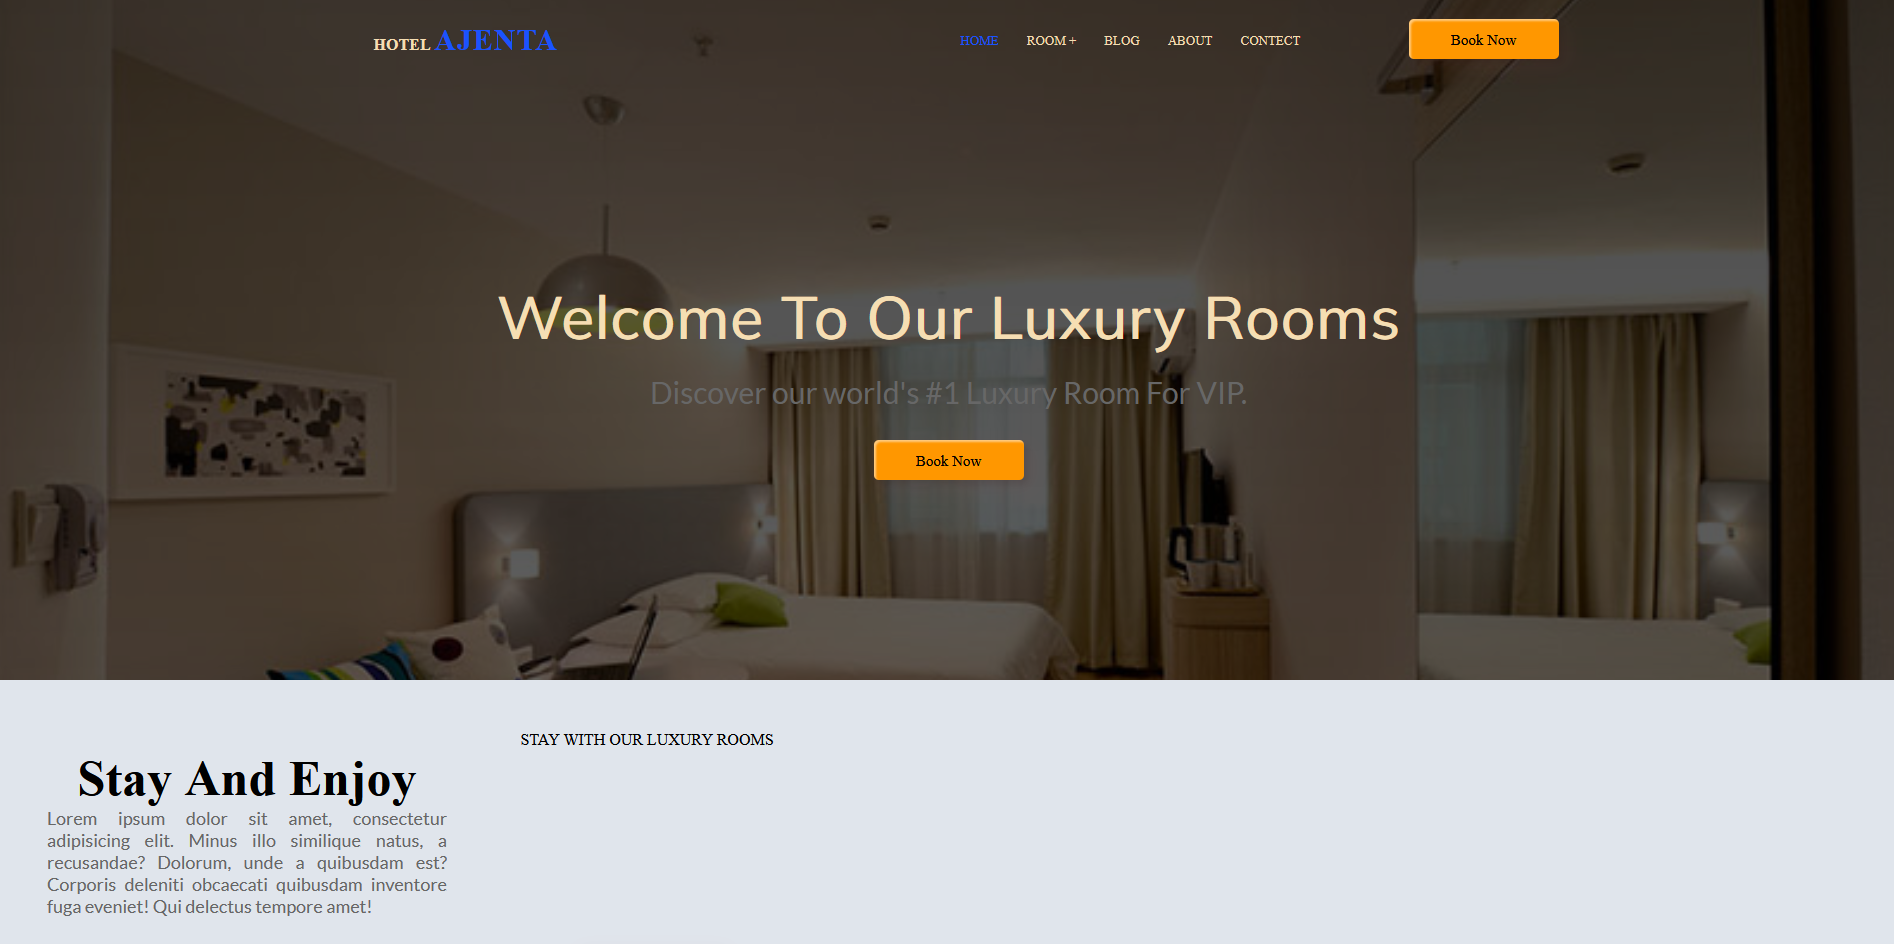 HOTEL AJENTA
HOME ROOM + BLOG ABOUT CONTECT
Book Now
Welcome To Our Luxury Rooms
Discover our world's #1 Luxury Room For VIP.
Book Now
STAY WITH OUR LUXURY ROOMS
Stay And Enjoy
Lorem ipsum dolor sit amet, consectetur
adipisicing elit. Minus illo similique natus, a
recusandae? Dolorum, unde a quibusdam est?
Corporis deleniti obcaecati quibusdam inventore
fuga eveniet! Qui delectus tempore amet!